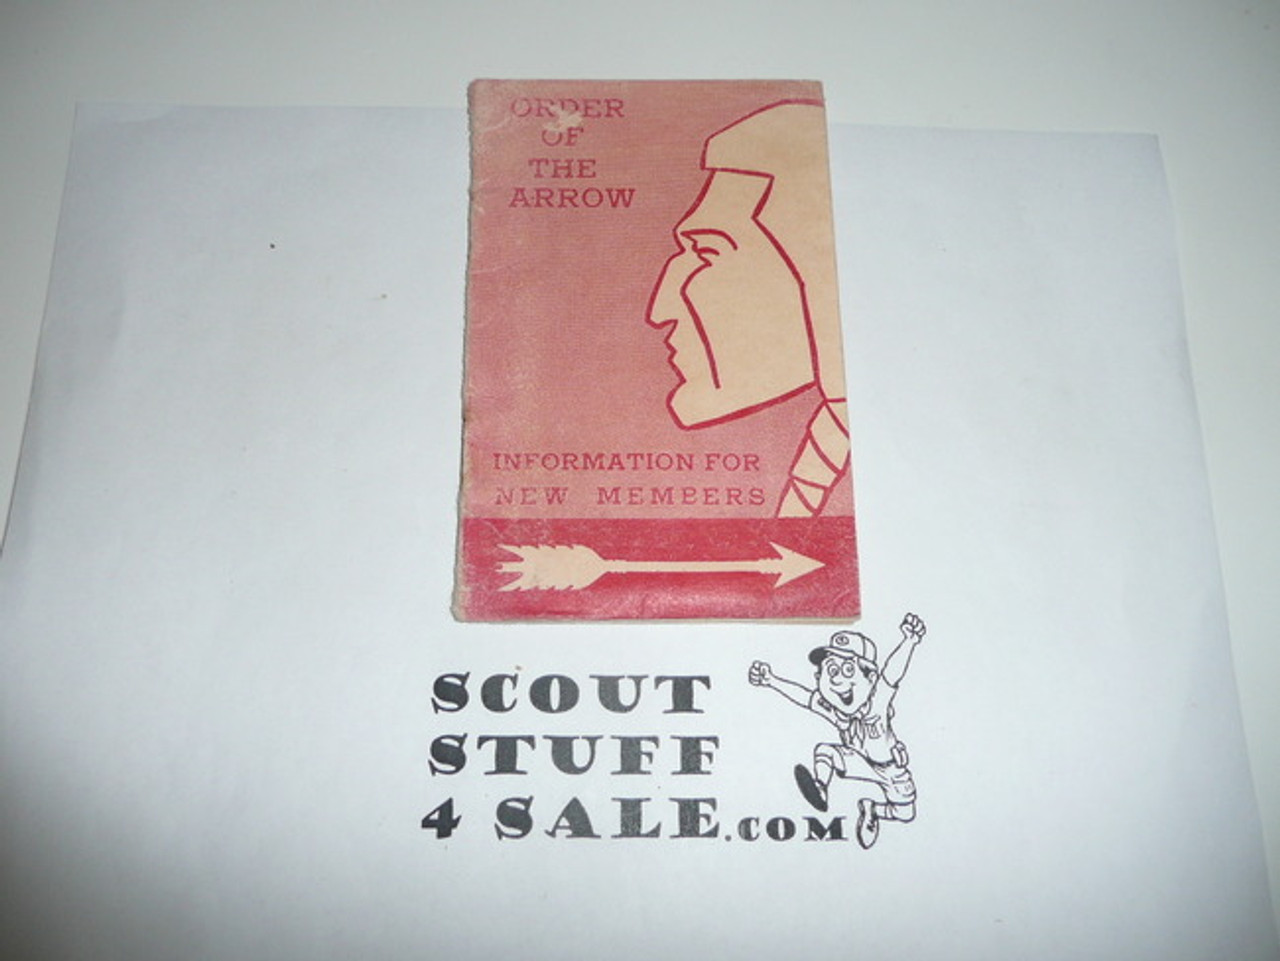 ORDER
OF
THE
ARROW
INFORMATION FOR
NEW MEMBERS
SCOUT
STUFF
4 SALE.COM